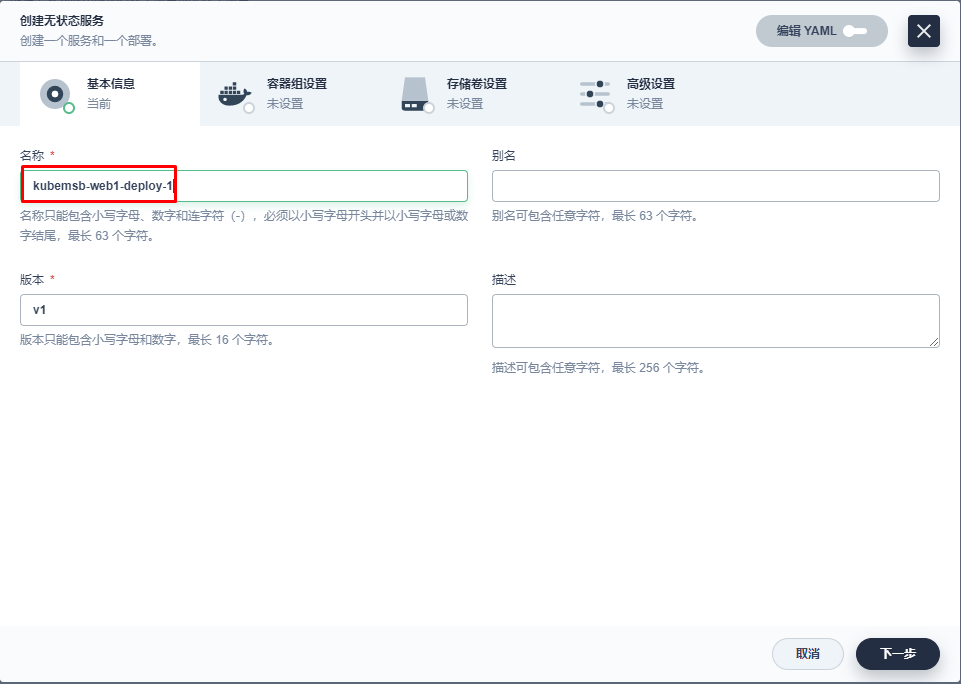 创建无状态服务
创建一个服务和一个部署。
编辑 YAML
基本信息
当前
容器组设置
未设置
存储卷设置
未设置
高级设置
未设置
名称 *
kubemsb-web1-deploy-1
名称只能包含小写字母、数字和连字符（-），必须以小写字母开头并以小写字母或数
字结尾，最长 63 个字符。
别名
别名可包含任意字符，最长 63 个字符。
版本 *
v1
版本只能包含小写字母和数字，最长 16 个字符。
描述
描述可包含任意字符，最长 256 个字符。
取消
下一步